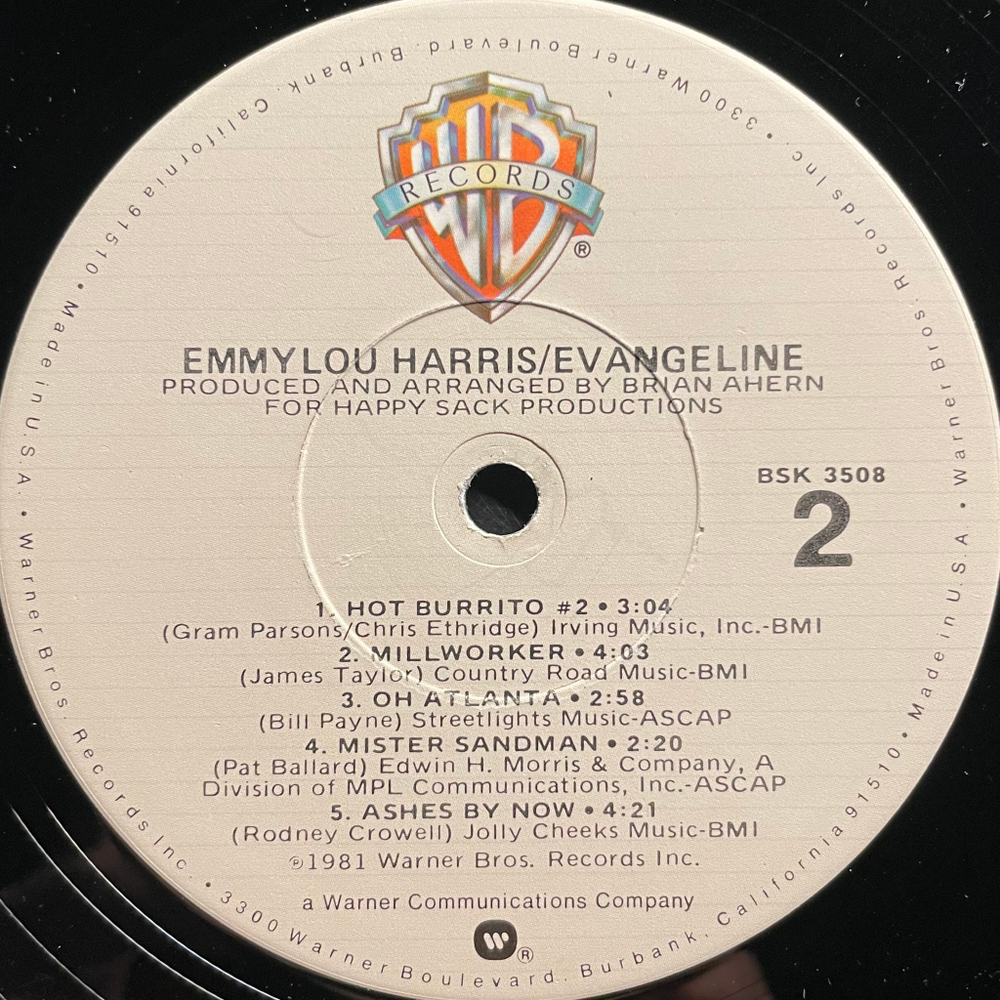 WB
RECORDS
®
EMMYLOU HARRIS/EVANGELINE
PRODUCED AND ARRANGED BY BRIAN AHERN
FOR HAPPY SACK PRODUCTIONS
BSK 3508
2
1. HOT BURRITO #2 • 3:04
(Gram Parsons/Chris Ethridge) Irving Music, Inc.-BMI
2. MILLWORKER • 4:03
(James Taylor) Country Road Music-BMI
3. OH ATLANTA • 2:58
(Bill Payne) Streetlights Music-ASCAP
4. MISTER SANDMAN • 2:20
(Pat Ballard) Edwin H. Morris & Company, A
Division of MPL Communications, Inc.-ASCAP
5. ASHES BY NOW • 4:21
(Rodney Crowell) Jolly Cheeks Music-BMI
℗1981 Warner Bros. Records Inc.
a Warner Communications Company
W ®
Made in U.S.A. • Warner Bros. Records Inc. • 3300 Warner Boulevard. Burbank. California 91510 • Made in U.S.A. • Warner Bros. Records Inc. • 3300 Warner Boulevard. Burbank. California 91510 •